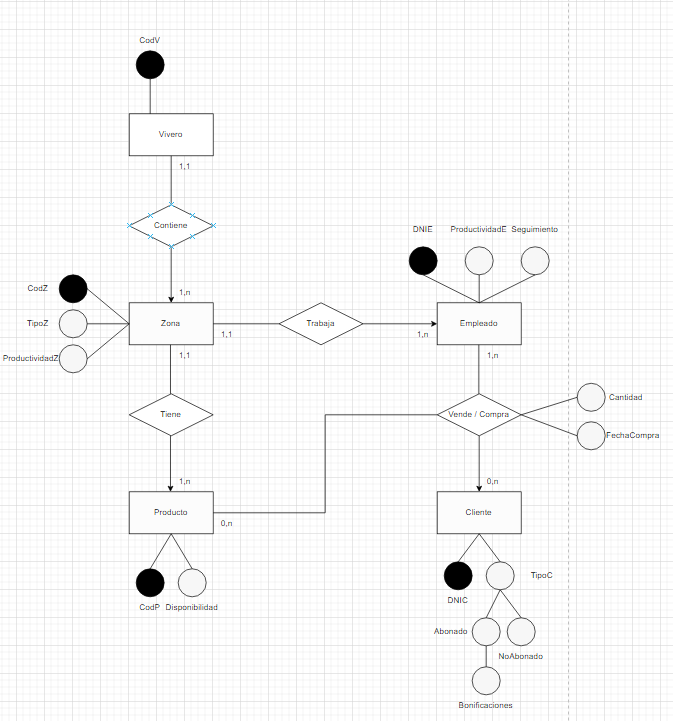 CodV
Vivero
1,1
Contiene
DNIE
ProductividadE
Seguimiento
CodZ
1,n
TipoZ
Zona
Trabaja
Empleado
1,1
1,n
ProductividadZ
1,1
1,n
Cantidad
Tiene
Vende / Compra
FechaCompra
1,n
0,n
Producto
Cliente
0,n
TipoC
CodP
Disponibilidad
DNIC
Abonado
NoAbonado
Bonificaciones